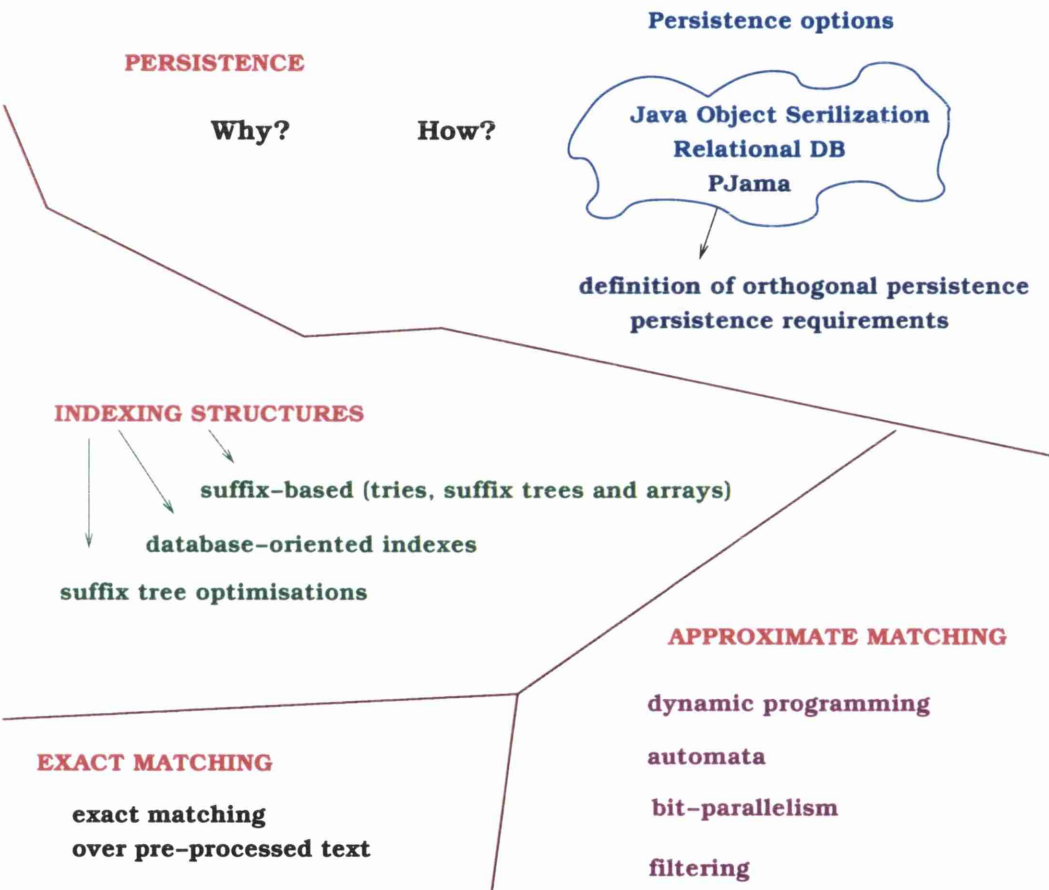 Persistence options
PERSISTENCE
Why? How?
Java Object Serilization
Relational DB
PJama
definition of orthogonal persistence
persistence requirements
INDEXING STRUCTURES
suffix-based (tries, suffix trees and arrays)
database-oriented indexes
suffix tree optimisations
APPROXIMATE MATCHING
dynamic programming
automata
bit-parallelism
filtering
EXACT MATCHING
exact matching
over pre-processed text